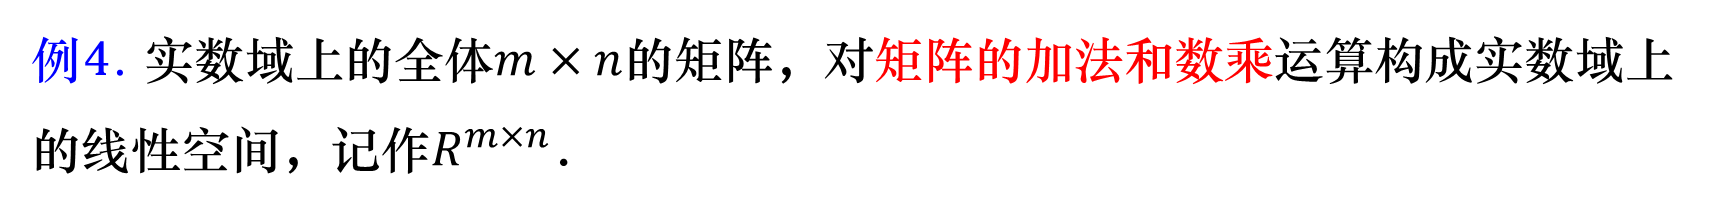 例4. 实数域上的全体m × n的矩阵，对矩阵的加法和数乘运算构成实数域上
的线性空间，记作R^{m×n} .